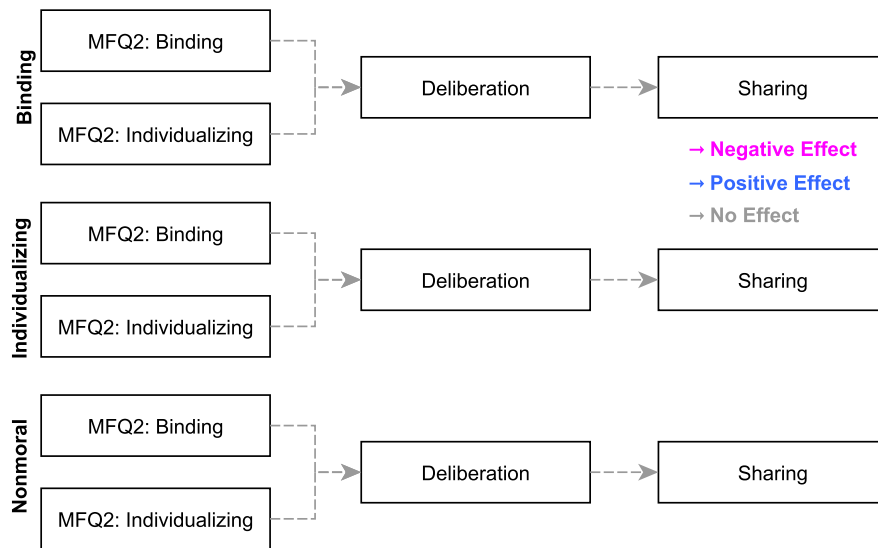 Binding
MFQ2: Binding
MFQ2: Individualizing
Deliberation
Sharing
→ Negative Effect
→ Positive Effect
→ No Effect
Individualizing
MFQ2: Binding
MFQ2: Individualizing
Deliberation
Sharing
Nonmoral
MFQ2: Binding
MFQ2: Individualizing
Deliberation
Sharing